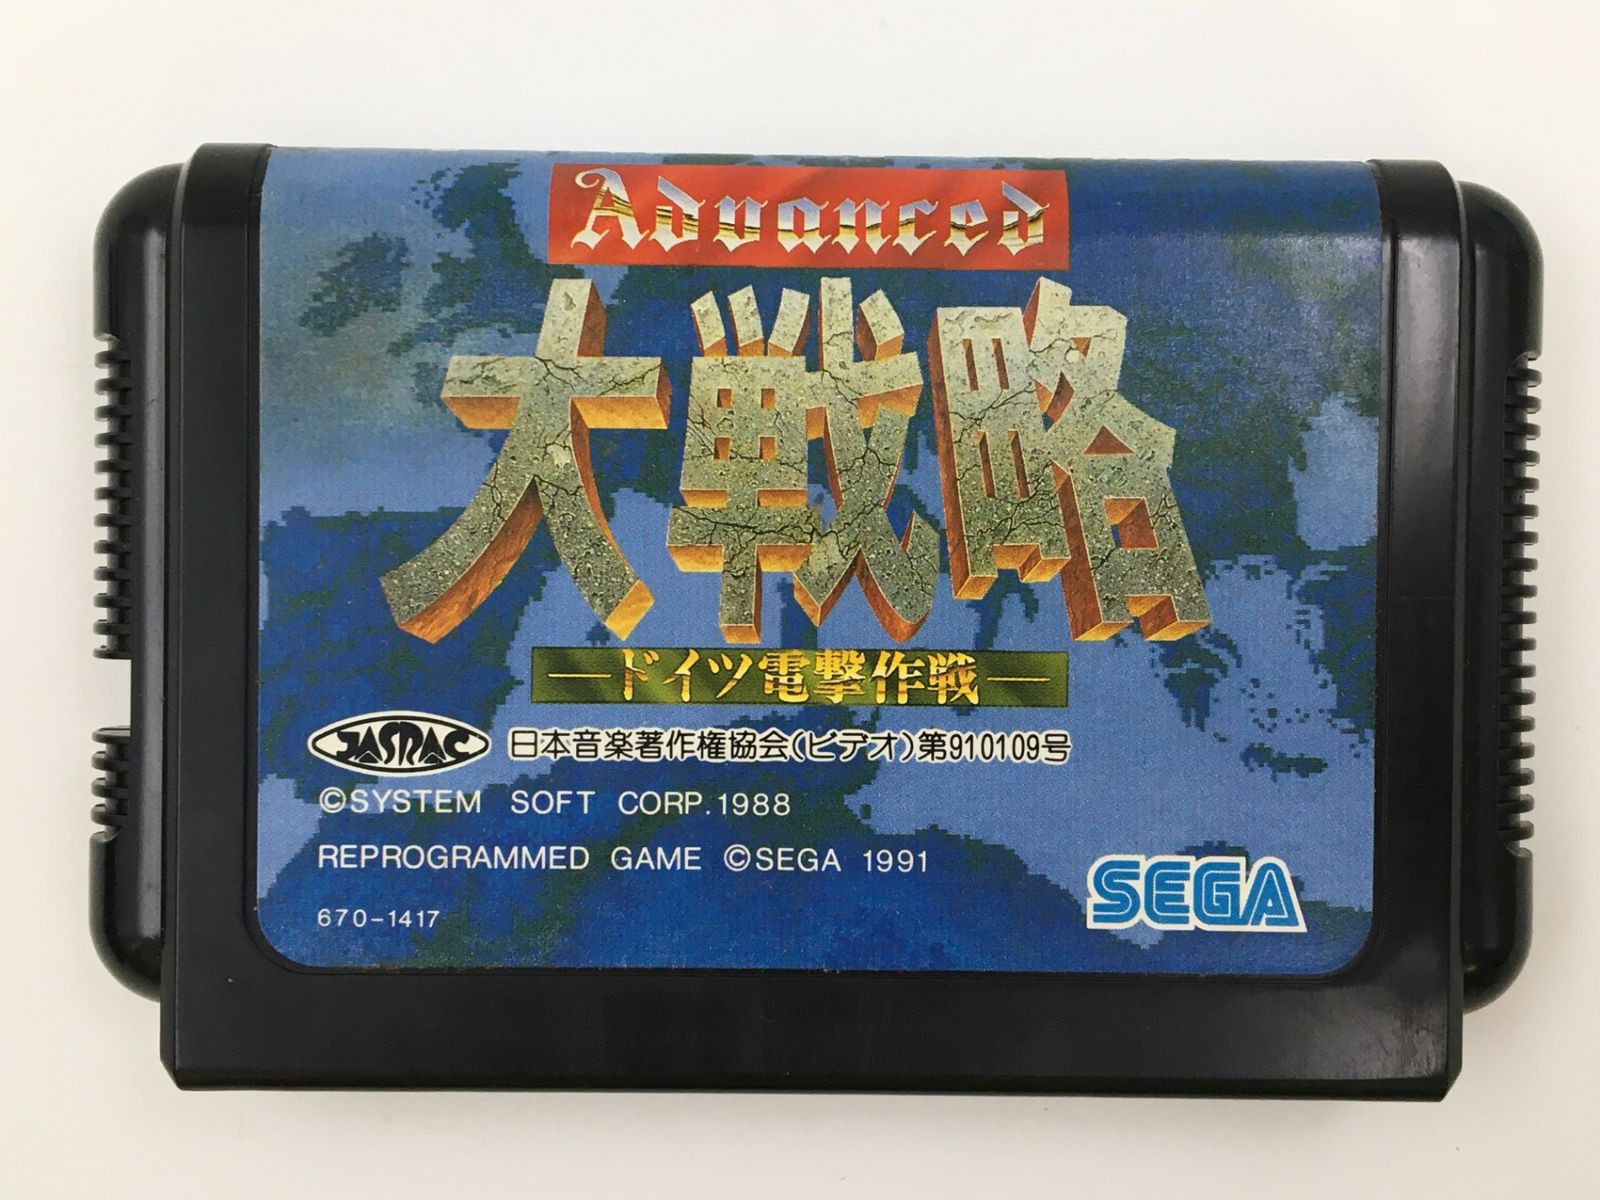 Advanced
大戦略
―ドイツ電撃作戦―
JASRAC 日本音楽著作権協会(ビデオ)第910109号
©SYSTEM SOFT CORP.1988
REPROGRAMMED GAME ©SEGA 1991
670-1417
SEGA